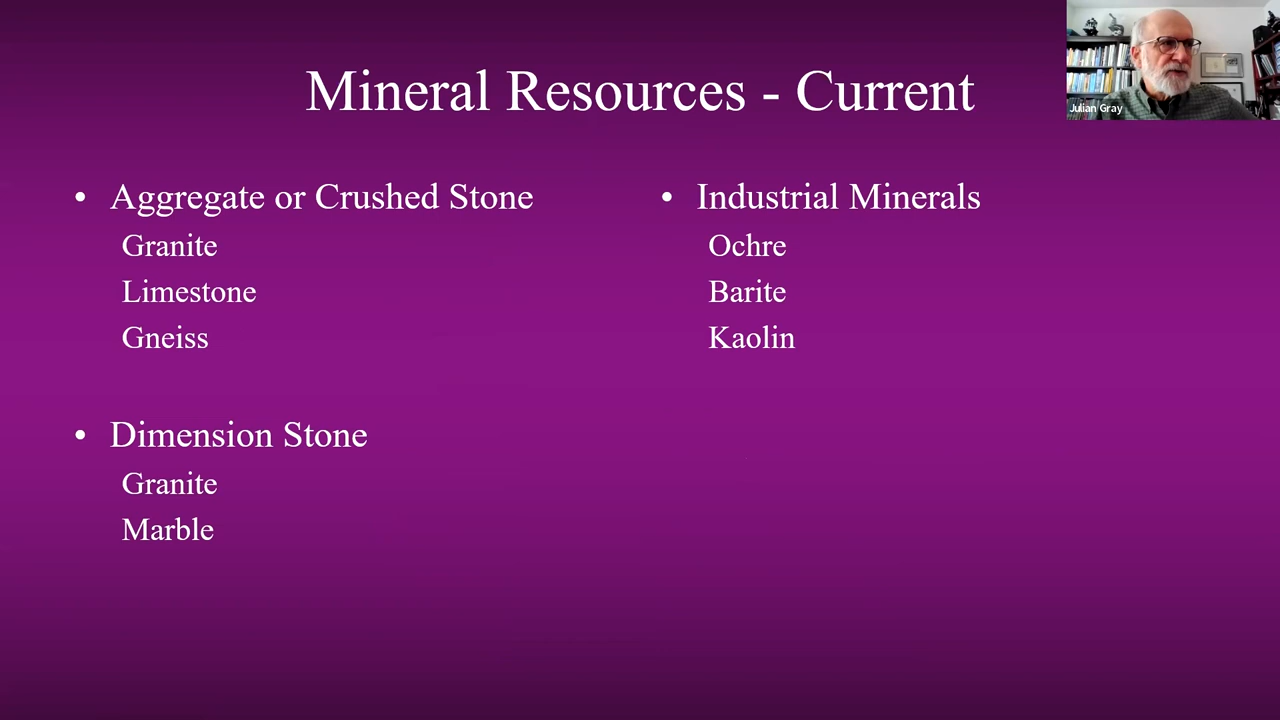 Mineral Resources - Current
Julian Gray
• Aggregate or Crushed Stone
Granite
Limestone
Gneiss
• Dimension Stone
Granite
Marble
• Industrial Minerals
Ochre
Barite
Kaolin